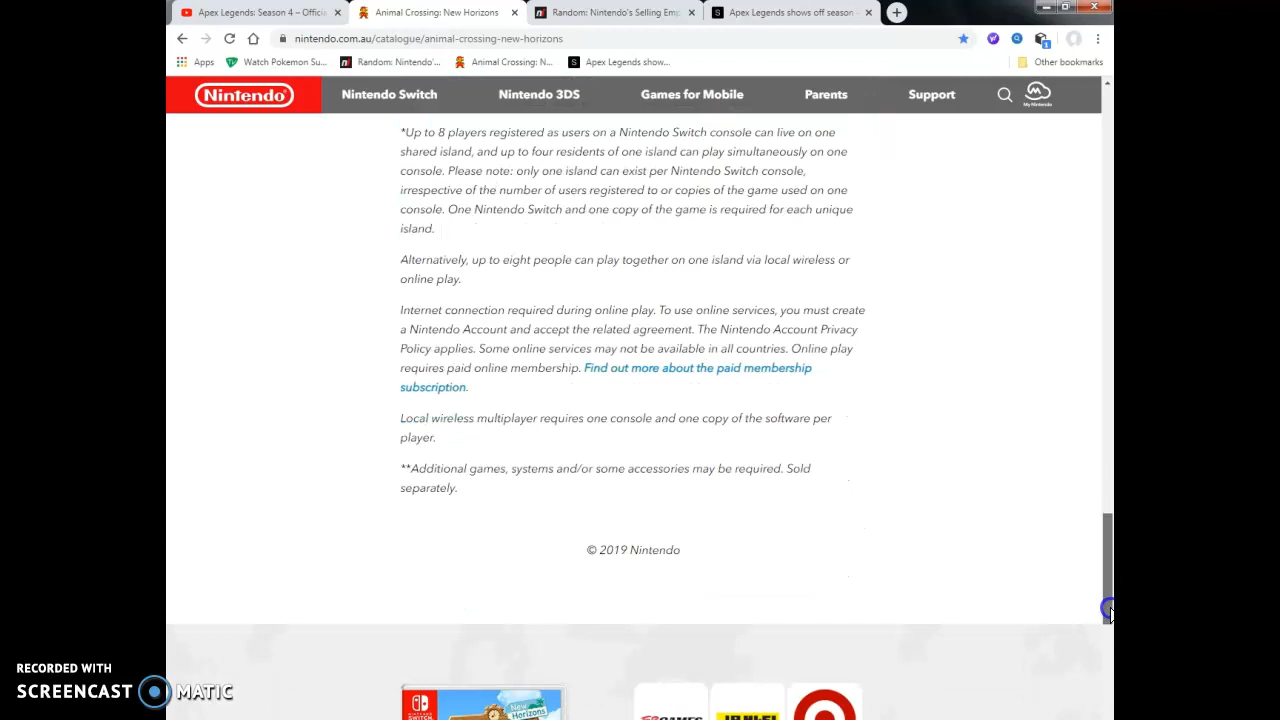 Apex Legends: Season 4 – Officia
Animal Crossing: New Horizons
Random: Nintendo's Selling Emp
Apex Legends shows off season
nintendo.com.au/catalogue/animal-crossing-new-horizons
Apps
Watch Pokemon Su...
Random: Nintendo'...
Animal Crossing: N...
Apex Legends show...
Other bookmarks
Nintendo
Nintendo Switch
Nintendo 3DS
Games for Mobile
Parents
Support
My Nintendo
*Up to 8 players registered as users on a Nintendo Switch console can live on one
shared island, and up to four residents of one island can play simultaneously on one
console. Please note: only one island can exist per Nintendo Switch console,
irrespective of the number of users registered to or copies of the game used on one
console. One Nintendo Switch and one copy of the game is required for each unique
island.
Alternatively, up to eight people can play together on one island via local wireless or
online play.
Internet connection required during online play. To use online services, you must create
a Nintendo Account and accept the related agreement. The Nintendo Account Privacy
Policy applies. Some online services may not be available in all countries. Online play
requires paid online membership. Find out more about the paid membership
subscription.
Local wireless multiplayer requires one console and one copy of the software per
player.
**Additional games, systems and/or some accessories may be required. Sold
separately.
© 2019 Nintendo
RECORDED WITH
SCREENCAST MATIC
New
Horizons